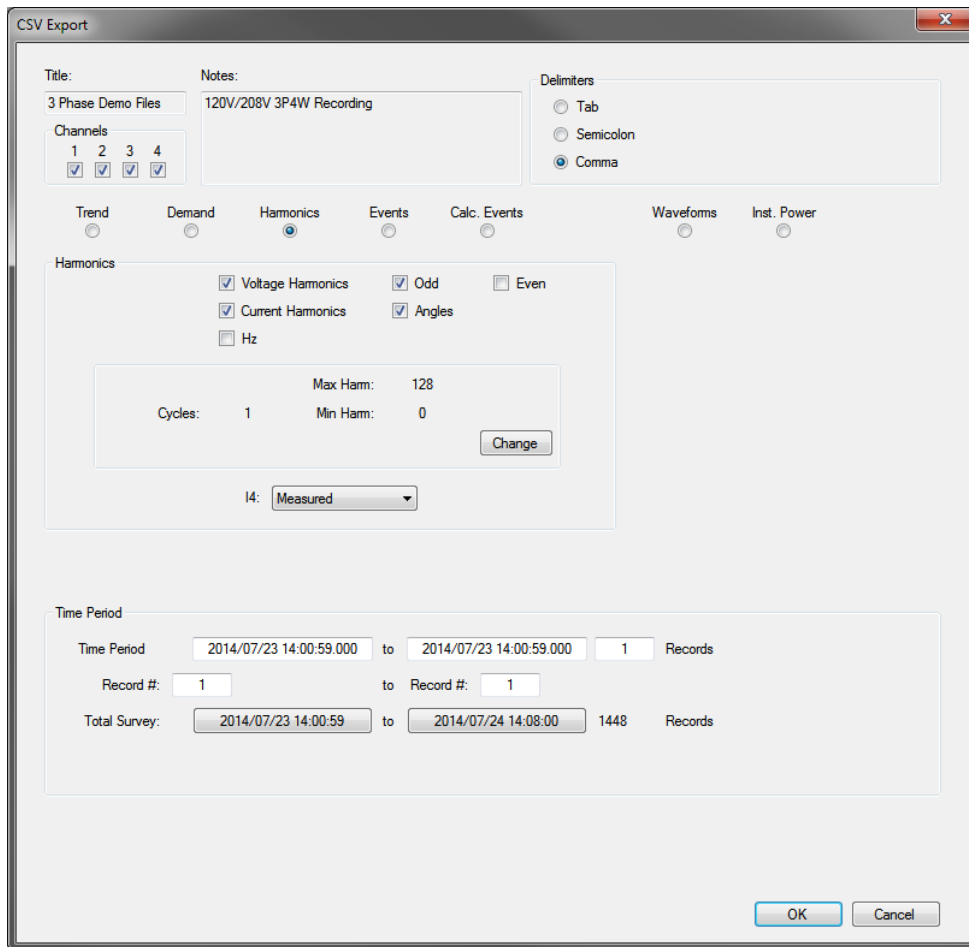 CSV Export
Title:
Notes:
3 Phase Demo Files
120V/208V 3P4W Recording
Delimiters
Tab
Semicolon
Comma
Channels
1 2 3 4
Trend Demand Harmonics Events Calc. Events Waveforms Inst. Power
Harmonics
Voltage Harmonics Odd Even
Current Harmonics Angles
Hz
Max Harm: 128
Cycles: 1 Min Harm: 0
Change
I4: Measured
Time Period
Time Period 2014/07/23 14:00:59.000 to 2014/07/23 14:00:59.000 1 Records
Record #: 1 to Record #: 1
Total Survey: 2014/07/23 14:00:59 to 2014/07/24 14:08:00 1448 Records
OK Cancel